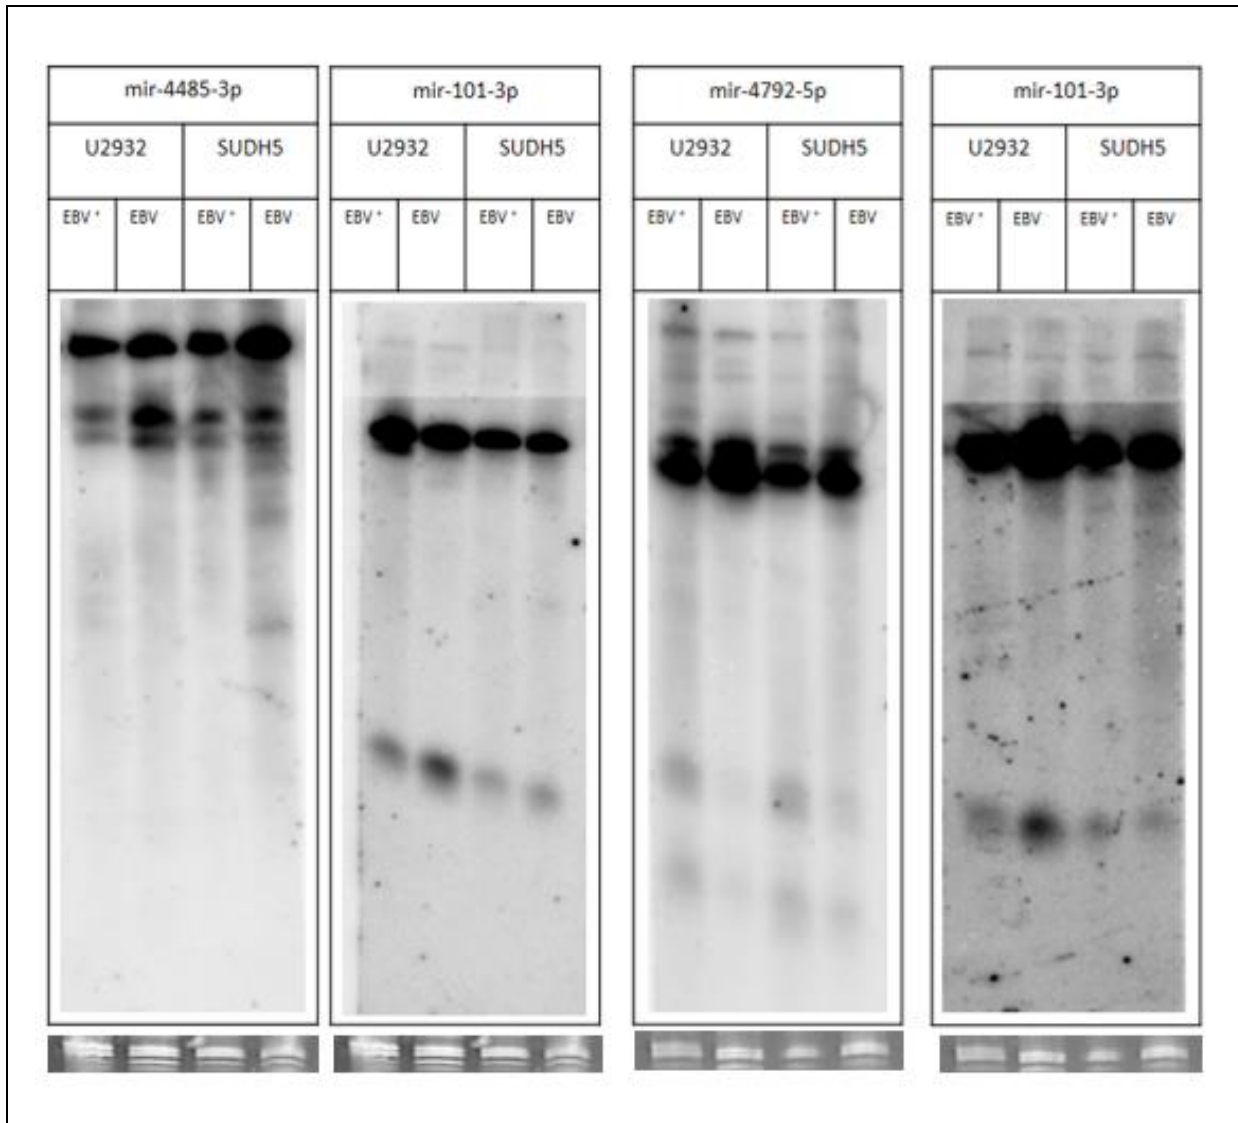 mir-4485-3p mir-101-3p mir-4792-5p mir-101-3p
U2932 SUDH5 U2932 SUDH5 U2932 SUDH5 U2932 SUDH5
EBV + EBV EBV + EBV EBV + EBV EBV + EBV EBV + EBV EBV + EBV EBV + EBV EBV + EBV